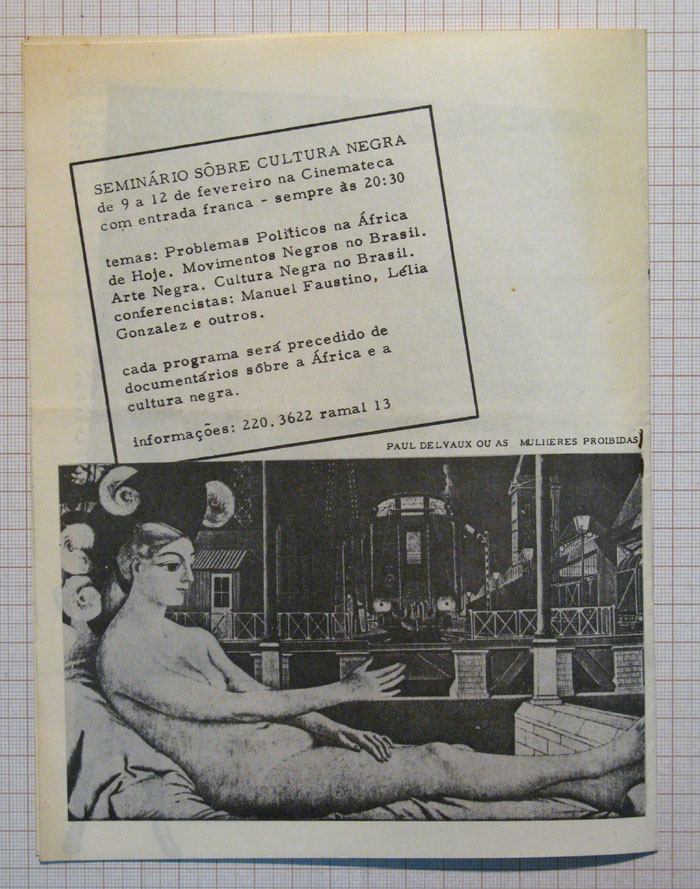 SEMINÁRIO SÔBRE CULTURA NEGRA
de 9 a 12 de fevereiro na Cinemateca
com entrada franca - sempre às 20:30
temas: Problemas Políticos na África
de Hoje. Movimentos Negros no Brasil.
Arte Negra. Cultura Negra no Brasil.
conferencistas: Manuel Faustino, Lélia
Gonzalez e outros.
cada programa será precedido de
documentários sôbre a África e a
cultura negra.
informações: 220.3622 ramal 13
PAUL DELVAUX OU AS MULHERES PROIBIDAS